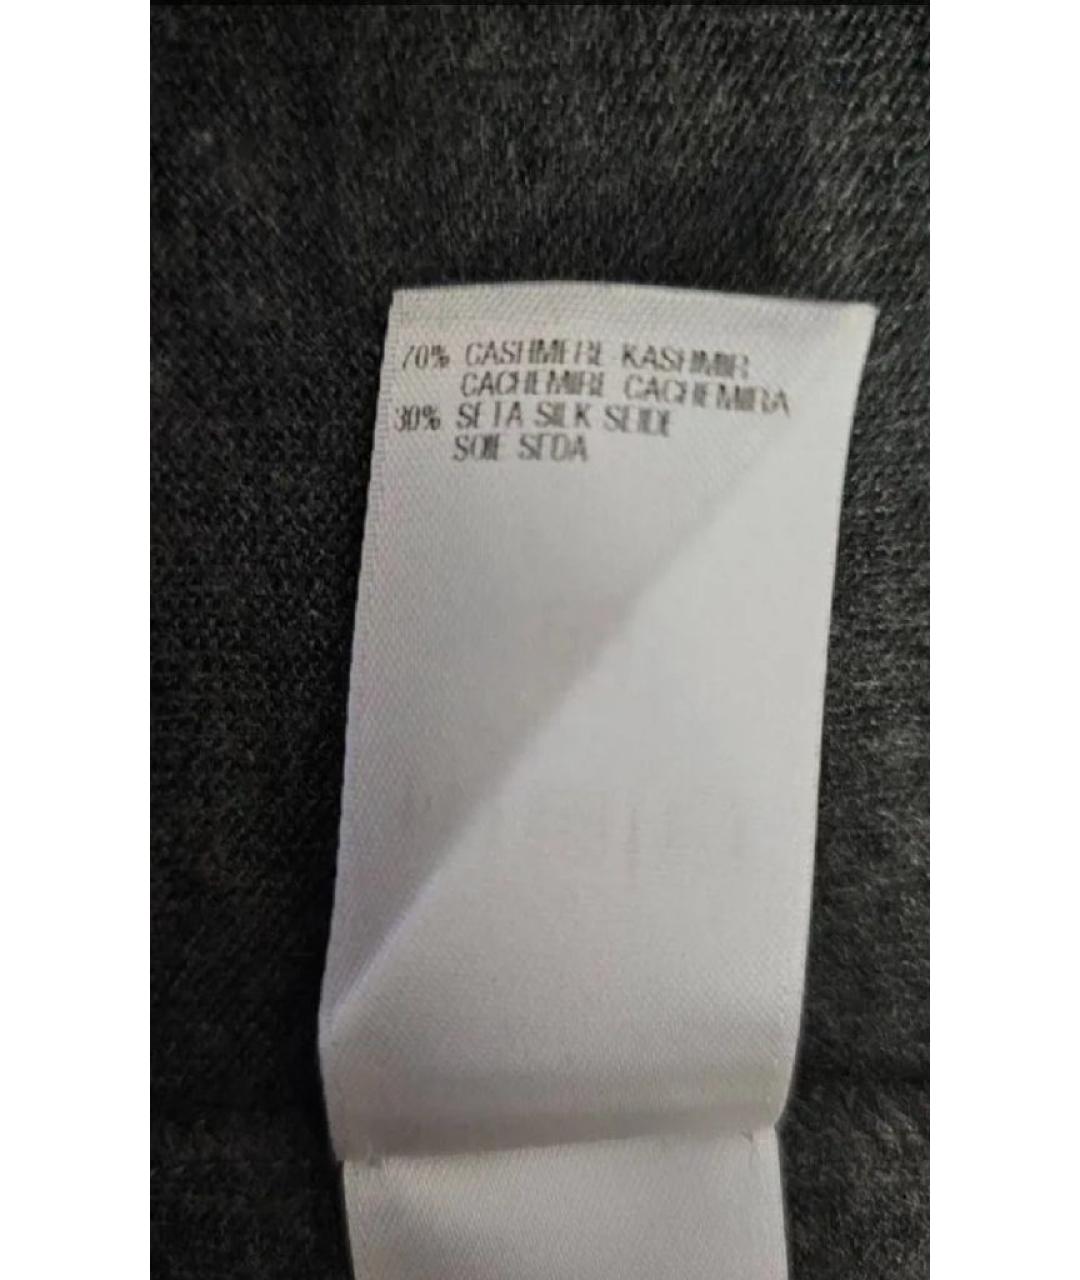 70% CASHMERE KASHMIR
CACHEMIRE CACHEMIRA
30% SETA SILK SEIDE
SOIE SEDA